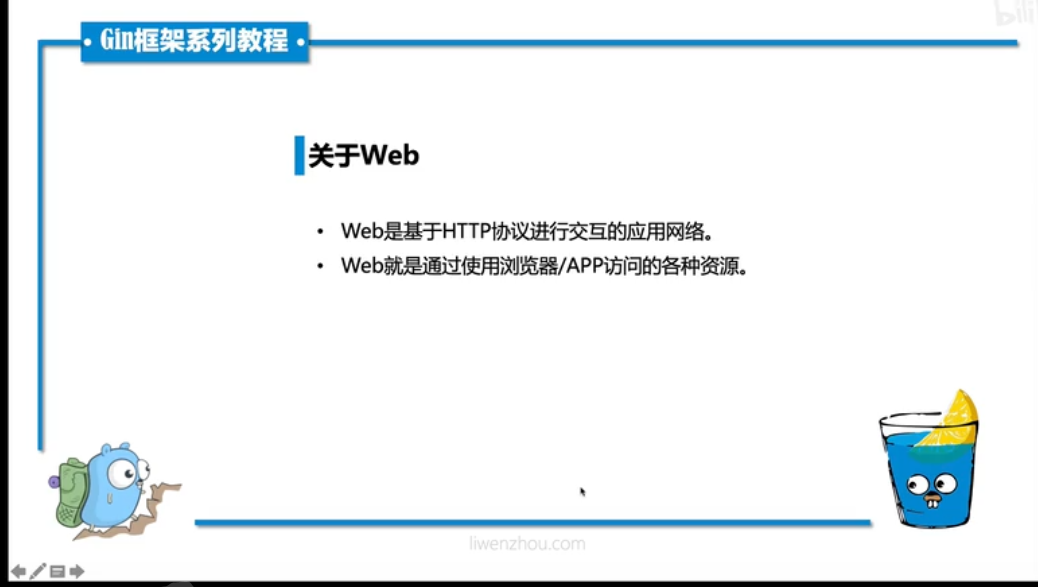 • Gin框架系列教程 •
关于Web
• Web是基于HTTP协议进行交互的应用网络。
• Web就是通过使用浏览器/APP访问的各种资源。
liwenzhou.com